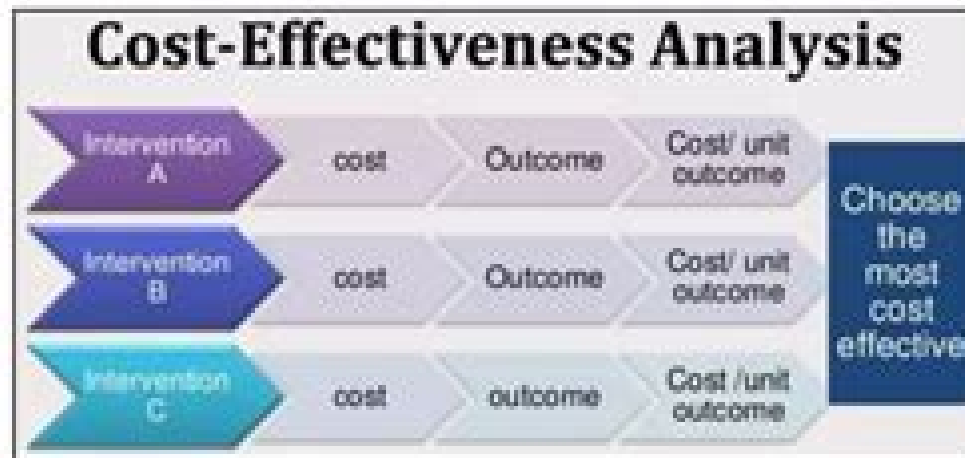 Cost-Effectiveness Analysis
Intervention
A
cost
Outcome
Cost/ unit
outcome
Intervention
B
cost
Outcome
Cost/ unit
outcome
Intervention
C
cost
outcome
Cost /unit
outcome
Choose
the
most
cost
effective